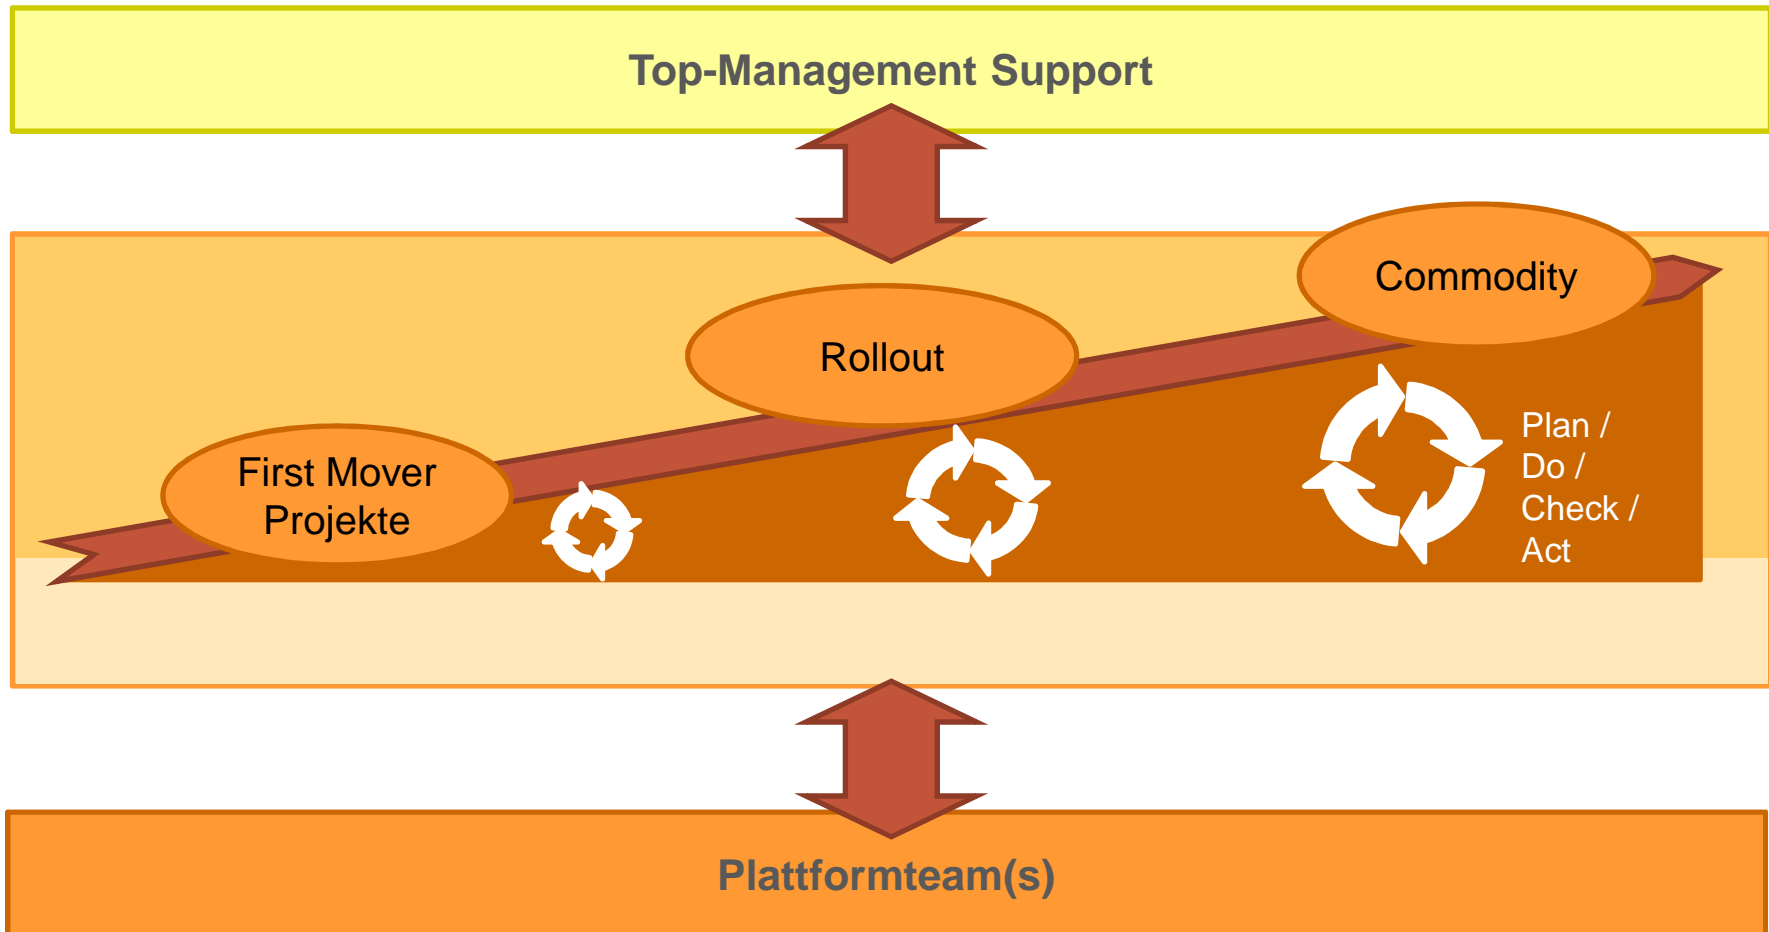 Top-Management Support
Commodity
Rollout
First Mover
Projekte
Plan /
Do /
Check /
Act
Plattformteam(s)